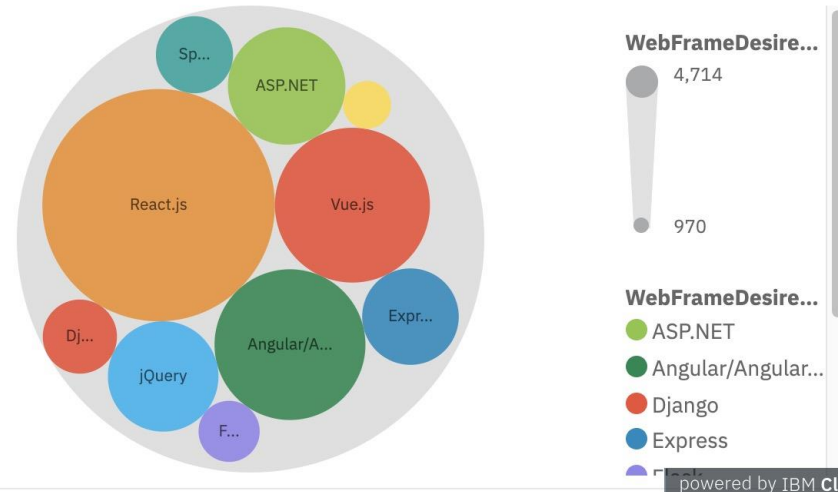 Sp...
ASP.NET
React.js
Vue.js
Dj...
Expr...
Angular/A...
jQuery
F...
WebFrameDesire...
4,714
970
WebFrameDesire...
ASP.NET
Angular/Angular...
Django
Express
powered by IBM